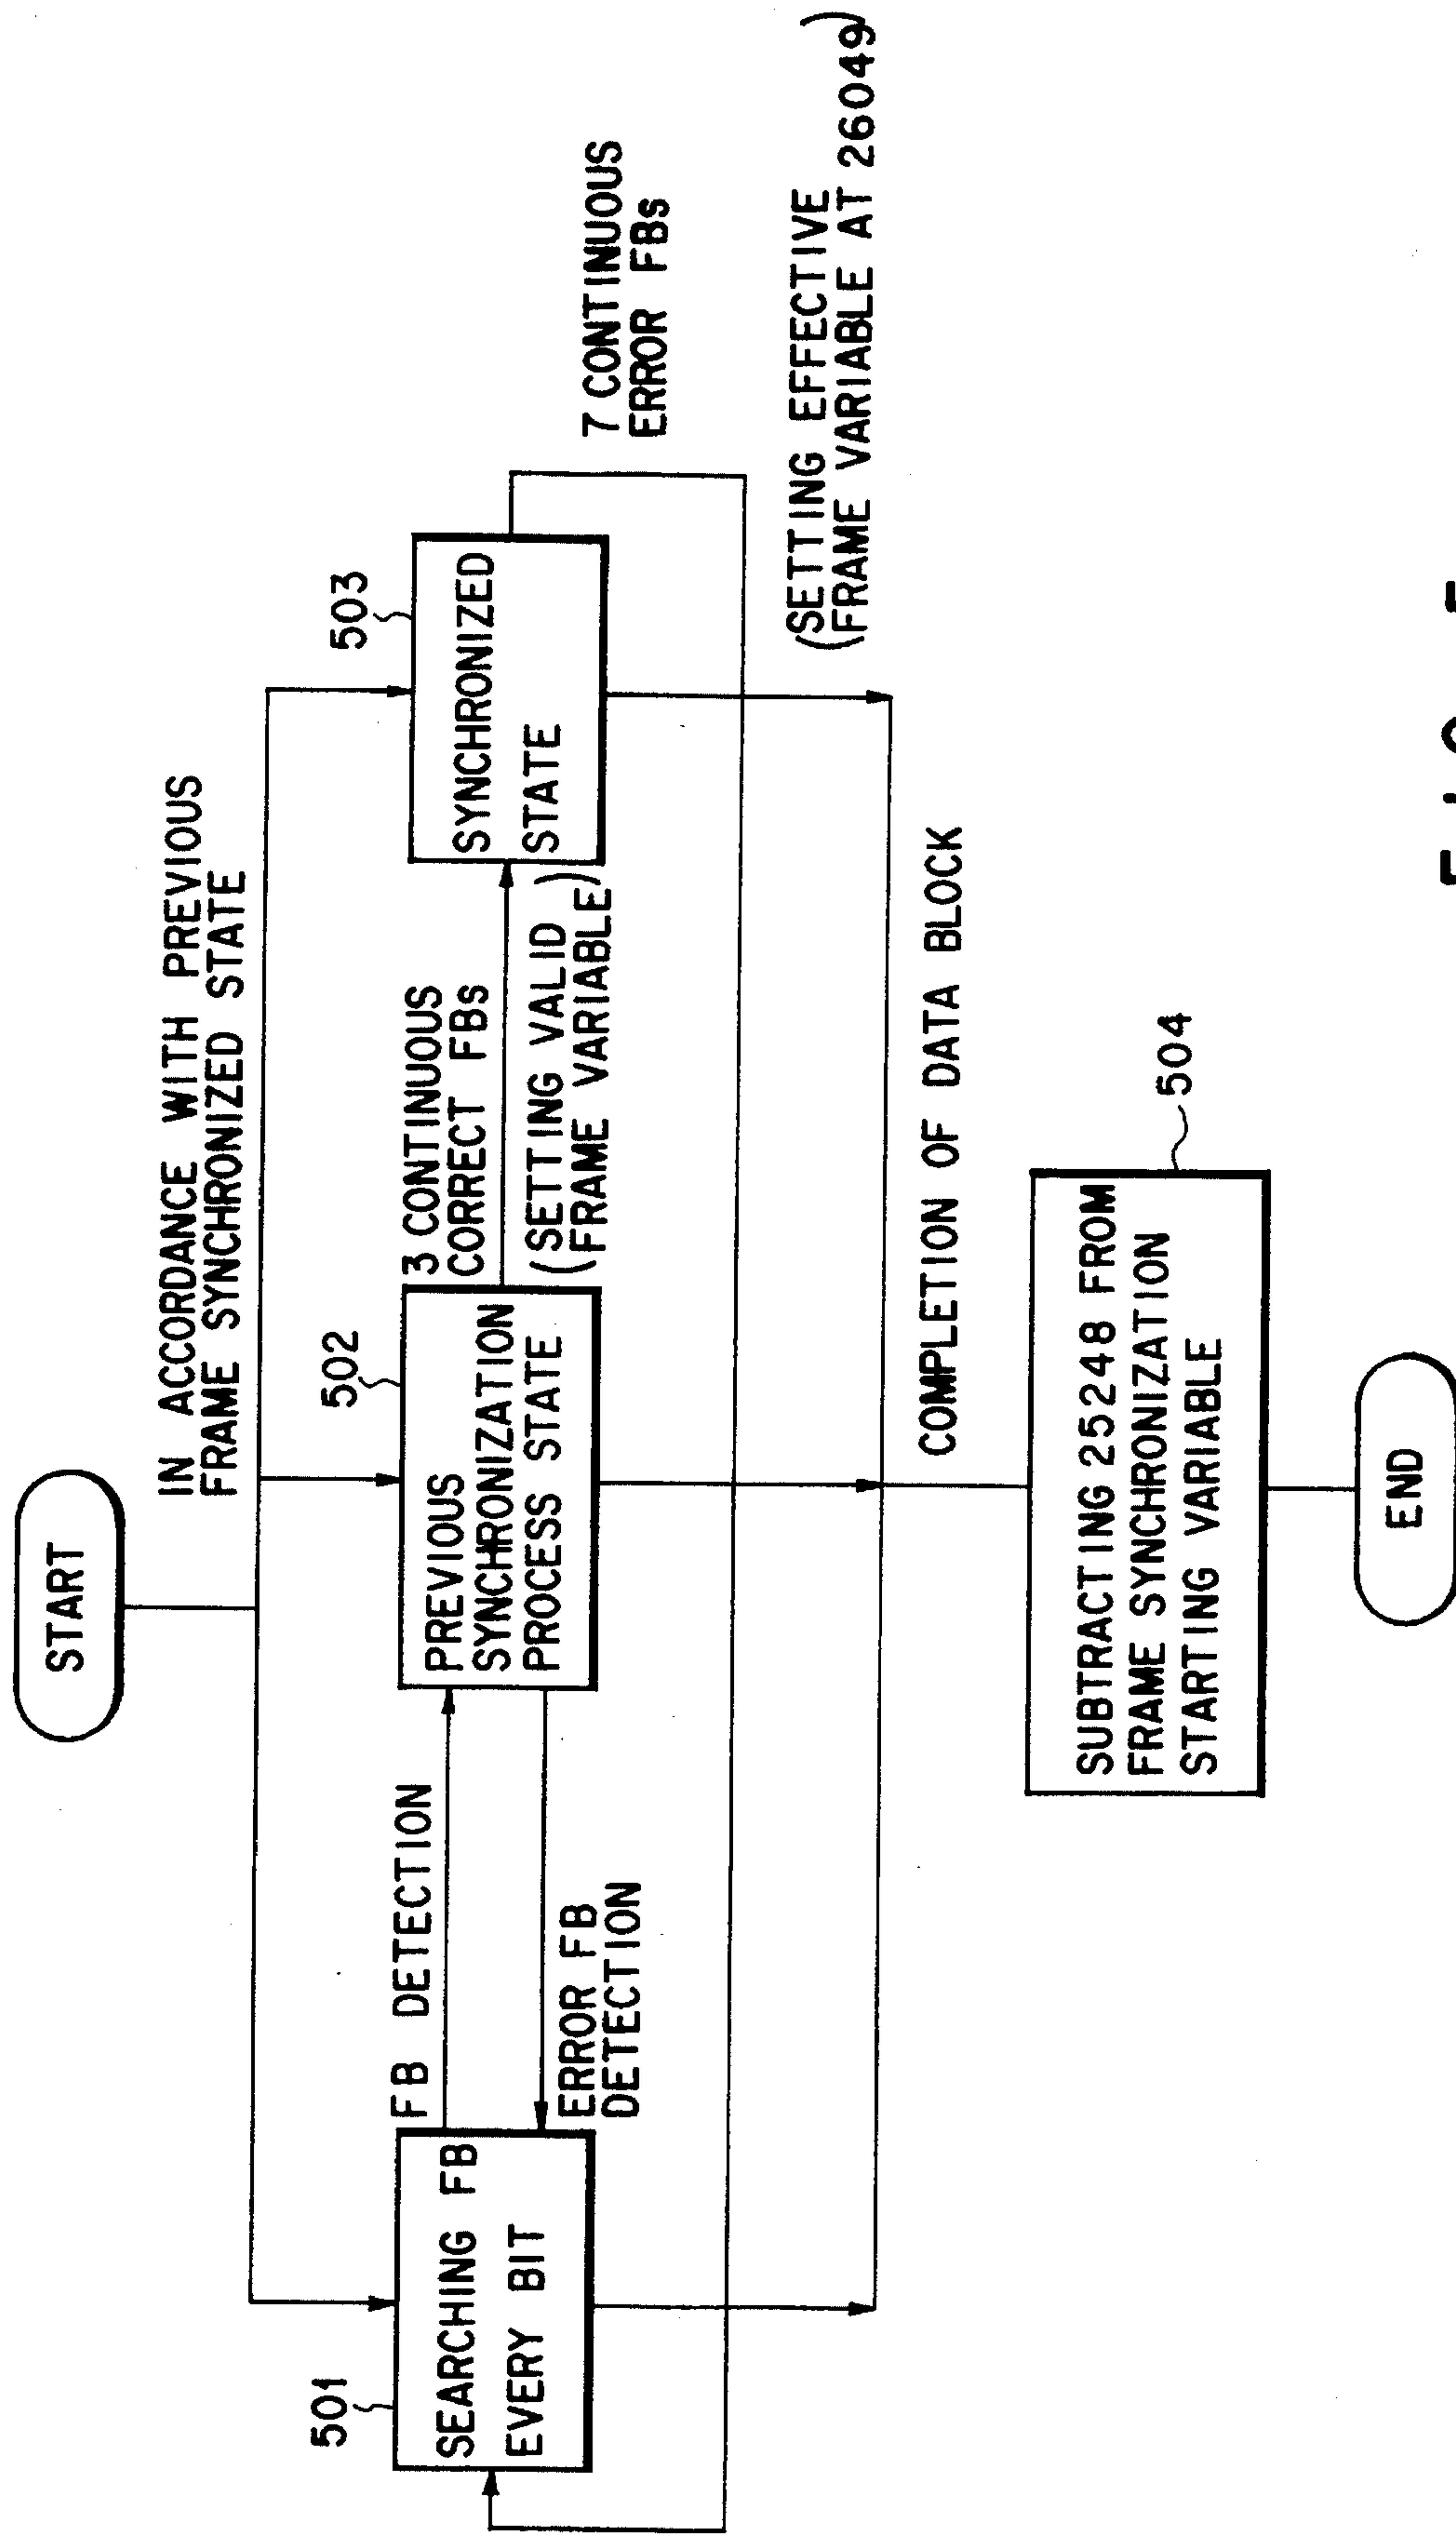 START
IN ACCORDANCE WITH PREVIOUS
FRAME SYNCHRONIZED STATE
501
SEARCHING FB
EVERY BIT
FB DETECTION
ERROR FB
DETECTION
502
PREVIOUS
SYNCHRONIZATION
PROCESS STATE
3 CONTINUOUS
CORRECT FBs
(SETTING VALID
FRAME VARIABLE)
503
SYNCHRONIZED
STATE
7 CONTINUOUS
ERROR FBs
(SETTING EFFECTIVE
FRAME VARIABLE AT 26049)
COMPLETION OF DATA BLOCK
504
SUBTRACTING 25248 FROM
FRAME SYNCHRONIZATION
STARTING VARIABLE
END